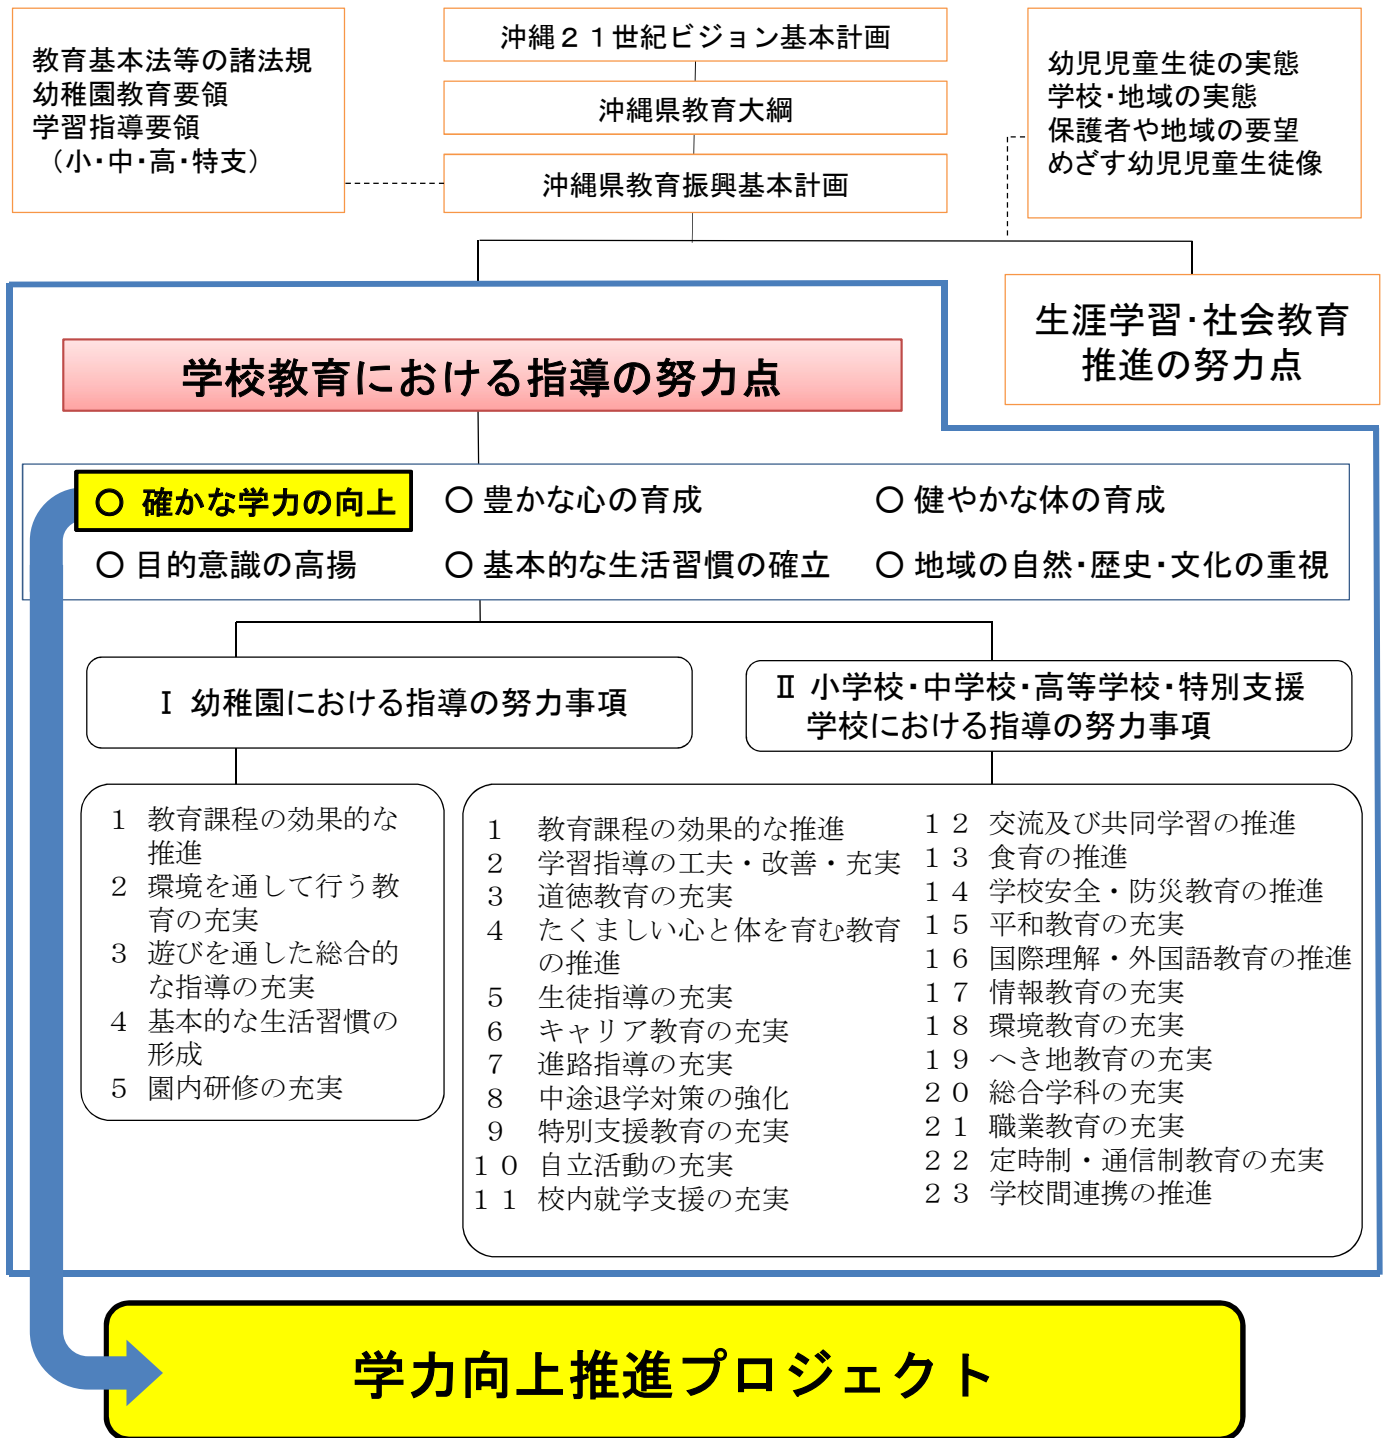 沖縄２１世紀ビジョン基本計画
沖縄県教育大綱
沖縄県教育振興基本計画
教育基本法等の諸法規
幼稚園教育要領
学習指導要領
（小・中・高・特支）
幼児児童生徒の実態
学校・地域の実態
保護者や地域の要望
めざす幼児児童生徒像
生涯学習・社会教育
推進の努力点
学校教育における指導の努力点
○ 確かな学力の向上
○ 豊かな心の育成
○ 健やかな体の育成
○ 目的意識の高揚
○ 基本的な生活習慣の確立
○ 地域の自然・歴史・文化の重視
Ⅰ 幼稚園における指導の努力事項
Ⅱ 小学校・中学校・高等学校・特別支援
学校における指導の努力事項
１ 教育課程の効果的な
推進
２ 環境を通して行う教
育の充実
３ 遊びを通した総合的
な指導の充実
４ 基本的な生活習慣の
形成
５ 園内研修の充実
１ 教育課程の効果的な推進
２ 学習指導の工夫・改善・充実
３ 道徳教育の充実
４ たくましい心と体を育む教育
の推進
５ 生徒指導の充実
６ キャリア教育の充実
７ 進路指導の充実
８ 中途退学対策の強化
９ 特別支援教育の充実
１０ 自立活動の充実
１１ 校内就学支援の充実
１２ 交流及び共同学習の推進
１３ 食育の推進
１４ 学校安全・防災教育の推進
１５ 平和教育の充実
１６ 国際理解・外国語教育の推進
１７ 情報教育の充実
１８ 環境教育の充実
１９ へき地教育の充実
２０ 総合学科の充実
２１ 職業教育の充実
２２ 定時制・通信制教育の充実
２３ 学校間連携の推進
学力向上推進プロジェクト